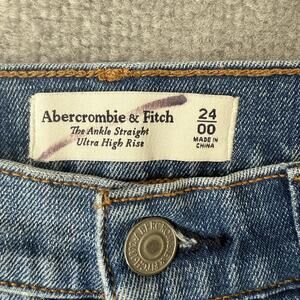 Abercrombie & Fitch
The Ankle Straight
Ultra High Rise
24
00
MADE IN
CHINA